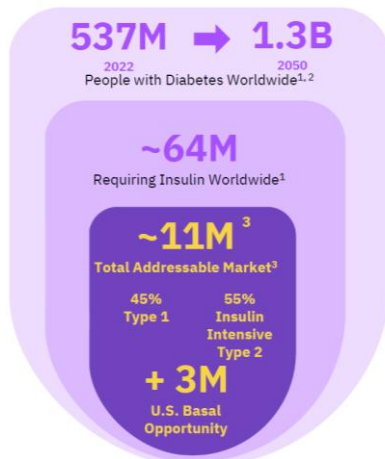 537M → 1.3B
2022 2050
People with Diabetes Worldwide1, 2
~64M
Requiring Insulin Worldwide1
~11M 3
Total Addressable Market3
45% 55%
Type 1 Insulin
Intensive
Type 2
+ 3M
U.S. Basal
Opportunity